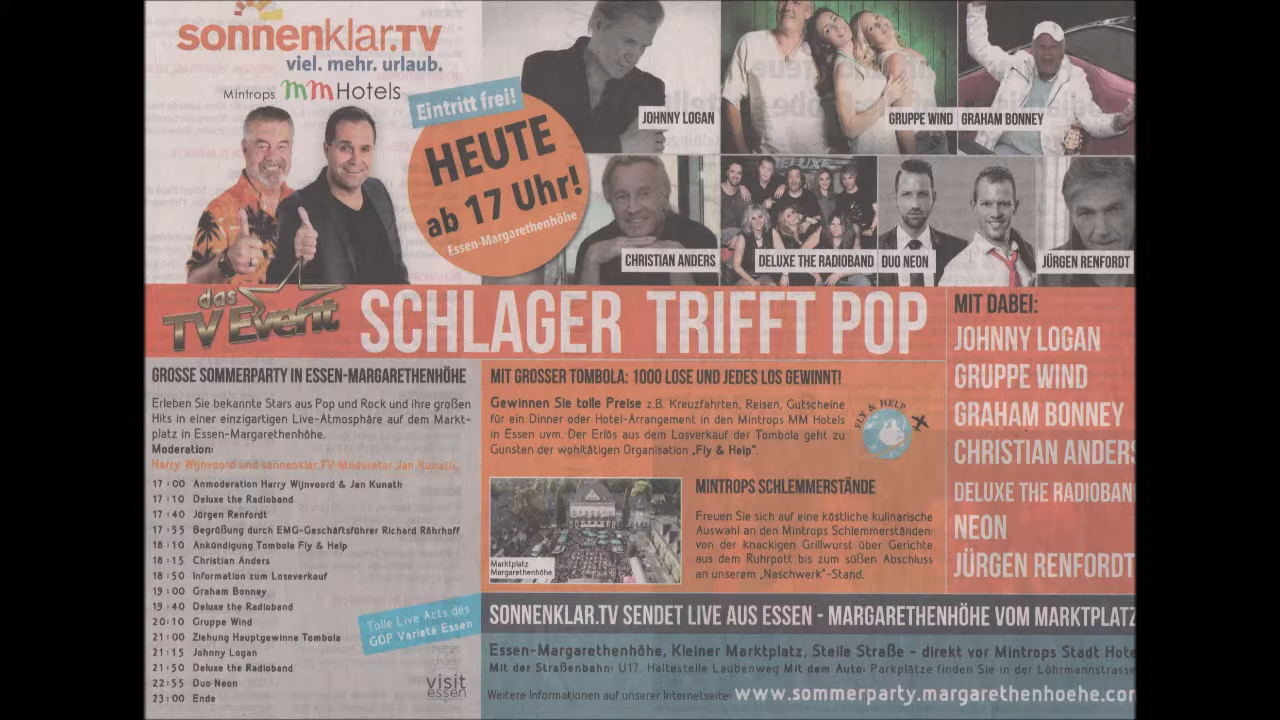 sonnenklar.TV
viel. mehr. urlaub.
Mintrops MM Hotels
Eintritt frei!
HEUTE
ab 17 Uhr!
Essen-Margarethenhöhe
JOHNNY LOGAN
GRUPPE WIND
GRAHAM BONNEY
CHRISTIAN ANDERS
DELUXE
DELUXE THE RADIOBAND
DUO NEON
JÜRGEN RENFORDT
das
TV Event
SCHLAGER TRIFFT POP
MIT DABEI:
JOHNNY LOGAN
GRUPPE WIND
GRAHAM BONNEY
CHRISTIAN ANDERS
DELUXE THE RADIOBAN
NEON
JÜRGEN RENFORDT
GROSSE SOMMERPARTY IN ESSEN-MARGARETHENHÖHE
Erleben Sie bekannte Stars aus Pop und Rock und ihre großen
Hits in einer einzigartigen Live-Atmosphäre auf dem Markt-
platz in Essen-Margarethenhöhe.
Moderation:
Harry Wijnvoord und sonnenklar.TV-Moderator Jan Kunath.
17:00 Anmoderation Harry Wijnvoord & Jan Kunath
17:10 Deluxe the Radioband
17:40 Jürgen Renfordt
17:55 Begrüßung durch EMG-Geschäftsführer Richard Röhrhoff
18:10 Ankündigung Tombola Fly & Help
18:15 Christian Anders
18:50 Information zum Loseverkauf
19:00 Graham Bonney
19:40 Deluxe the Radioband
20:10 Gruppe Wind
21:00 Ziehung Hauptgewinne Tombola
21:15 Johnny Logan
21:50 Deluxe the Radioband
22:55 Duo Neon
23:00 Ende
Tolle Live Acts des
GOP Varieté Essen
visit
essen
MIT GROSSER TOMBOLA: 1000 LOSE UND JEDES LOS GEWINNT!
Gewinnen Sie tolle Preise z.B. Kreuzfahrten, Reisen, Gutscheine
für ein Dinner oder Hotel-Arrangement in den Mintrops MM Hotels
in Essen uvm. Der Erlös aus dem Losverkauf der Tombola geht zu
Gunsten der wohltätigen Organisation „Fly & Help".
FLY & HELP
Marktplatz
Margarethenhöhe
MINTROPS SCHLEMMERSTÄNDE
Freuen Sie sich auf eine köstliche kulinarische
Auswahl an den Mintrops Schlemmerständen:
von der knackigen Grillwurst über Gerichte
aus dem Ruhrpott bis zum süßen Abschluss
an unserem „Naschwerk"-Stand.
SONNENKLAR.TV SENDET LIVE AUS ESSEN - MARGARETHENHÖHE VOM MARKTPLATZ
Essen-Margarethenhöhe, Kleiner Marktplatz, Steile Straße - direkt vor Mintrops Stadt Hote
Mit der Straßenbahn: U17, Haltestelle Laubenweg Mit dem Auto: Parkplätze finden Sie in der Lührmannstrasse
Weitere Informationen auf unserer Internetseite: www.sommerparty.margarethenhoehe.com